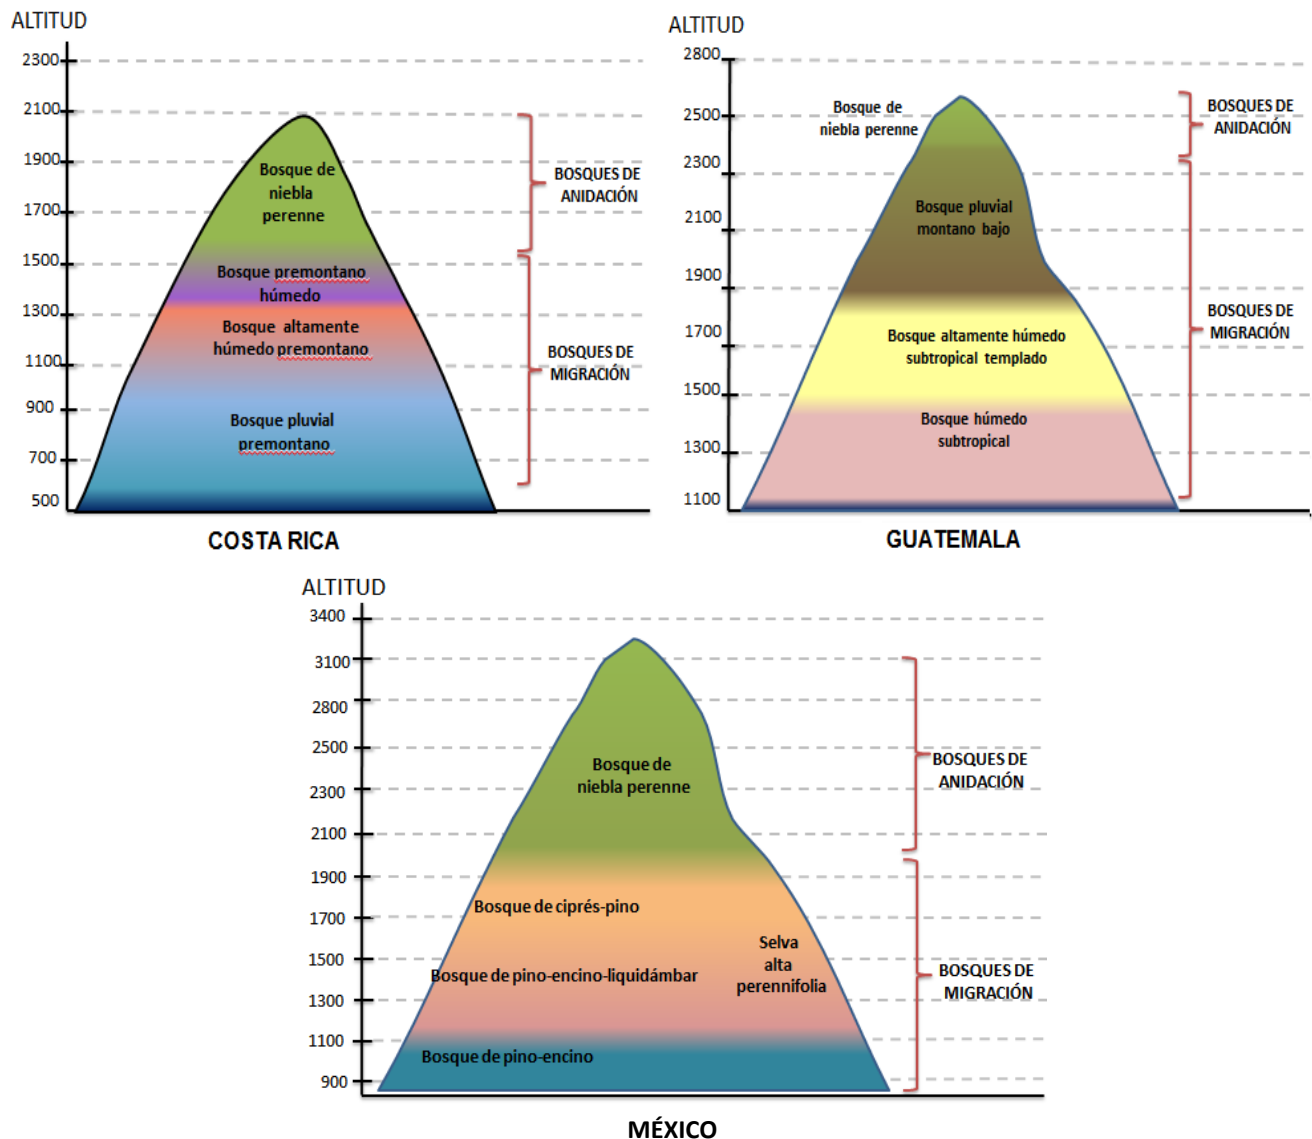 ALTITUD
2300
2100
1900
1700
1500
1300
1100
900
700
500
Bosque de
niebla
perenne
Bosque premontano
húmedo
Bosque altamente
húmedo premontano
Bosque pluvial
premontano
BOSQUES DE
ANIDACIÓN
BOSQUES DE
MIGRACIÓN
COSTA RICA
ALTITUD
2800
2500
2300
2100
1900
1700
1500
1300
1100
Bosque de
niebla perenne
Bosque pluvial
montano bajo
Bosque altamente húmedo
subtropical templado
Bosque húmedo
subtropical
BOSQUES DE
ANIDACIÓN
BOSQUES DE
MIGRACIÓN
GUATEMALA
ALTITUD
3400
3100
2800
2500
2300
2100
1900
1700
1500
1300
1100
900
Bosque de
niebla perenne
Bosque de ciprés-pino
Selva
alta
perennifolia
Bosque de pino-encino-liquidámbar
Bosque de pino-encino
BOSQUES DE
ANIDACIÓN
BOSQUES DE
MIGRACIÓN
MÉXICO